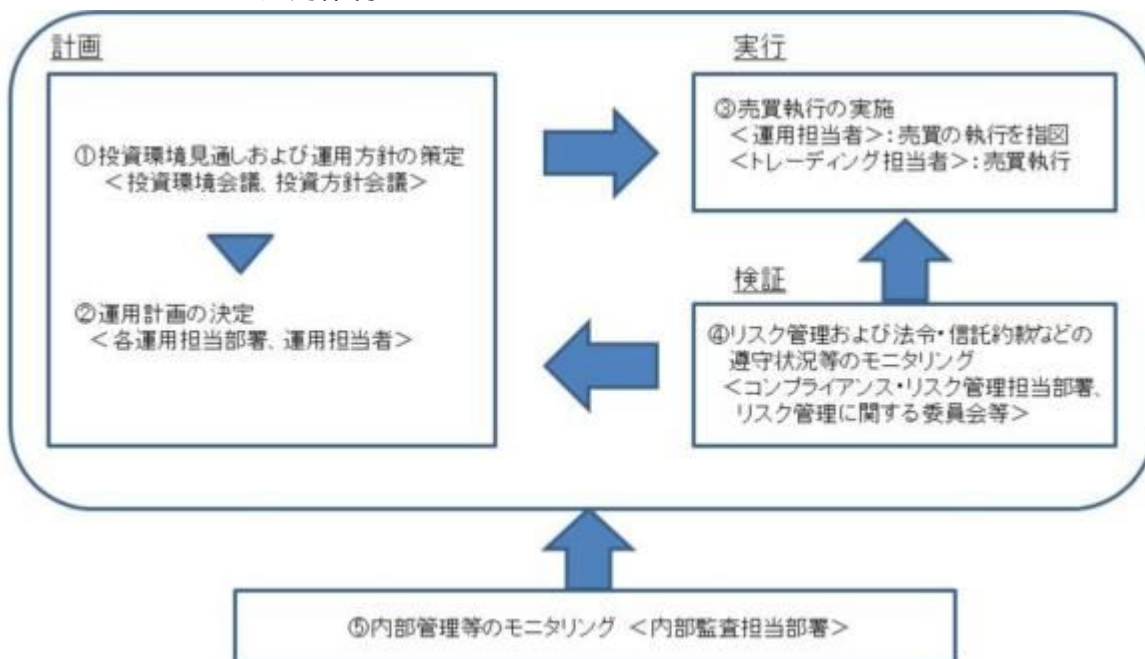 計画
①投資環境見通しおよび運用方針の策定
＜投資環境会議、投資方針会議＞
②運用計画の決定
＜各運用担当部署、運用担当者＞
実行
③売買執行の実施
＜運用担当者＞:売買の執行を指図
＜トレーディング担当者＞:売買執行
検証
④リスク管理および法令・信託約款などの
遵守状況等のモニタリング
＜コンプライアンス・リスク管理担当部署、
リスク管理に関する委員会等＞
⑤内部管理等のモニタリング ＜内部監査担当部署＞